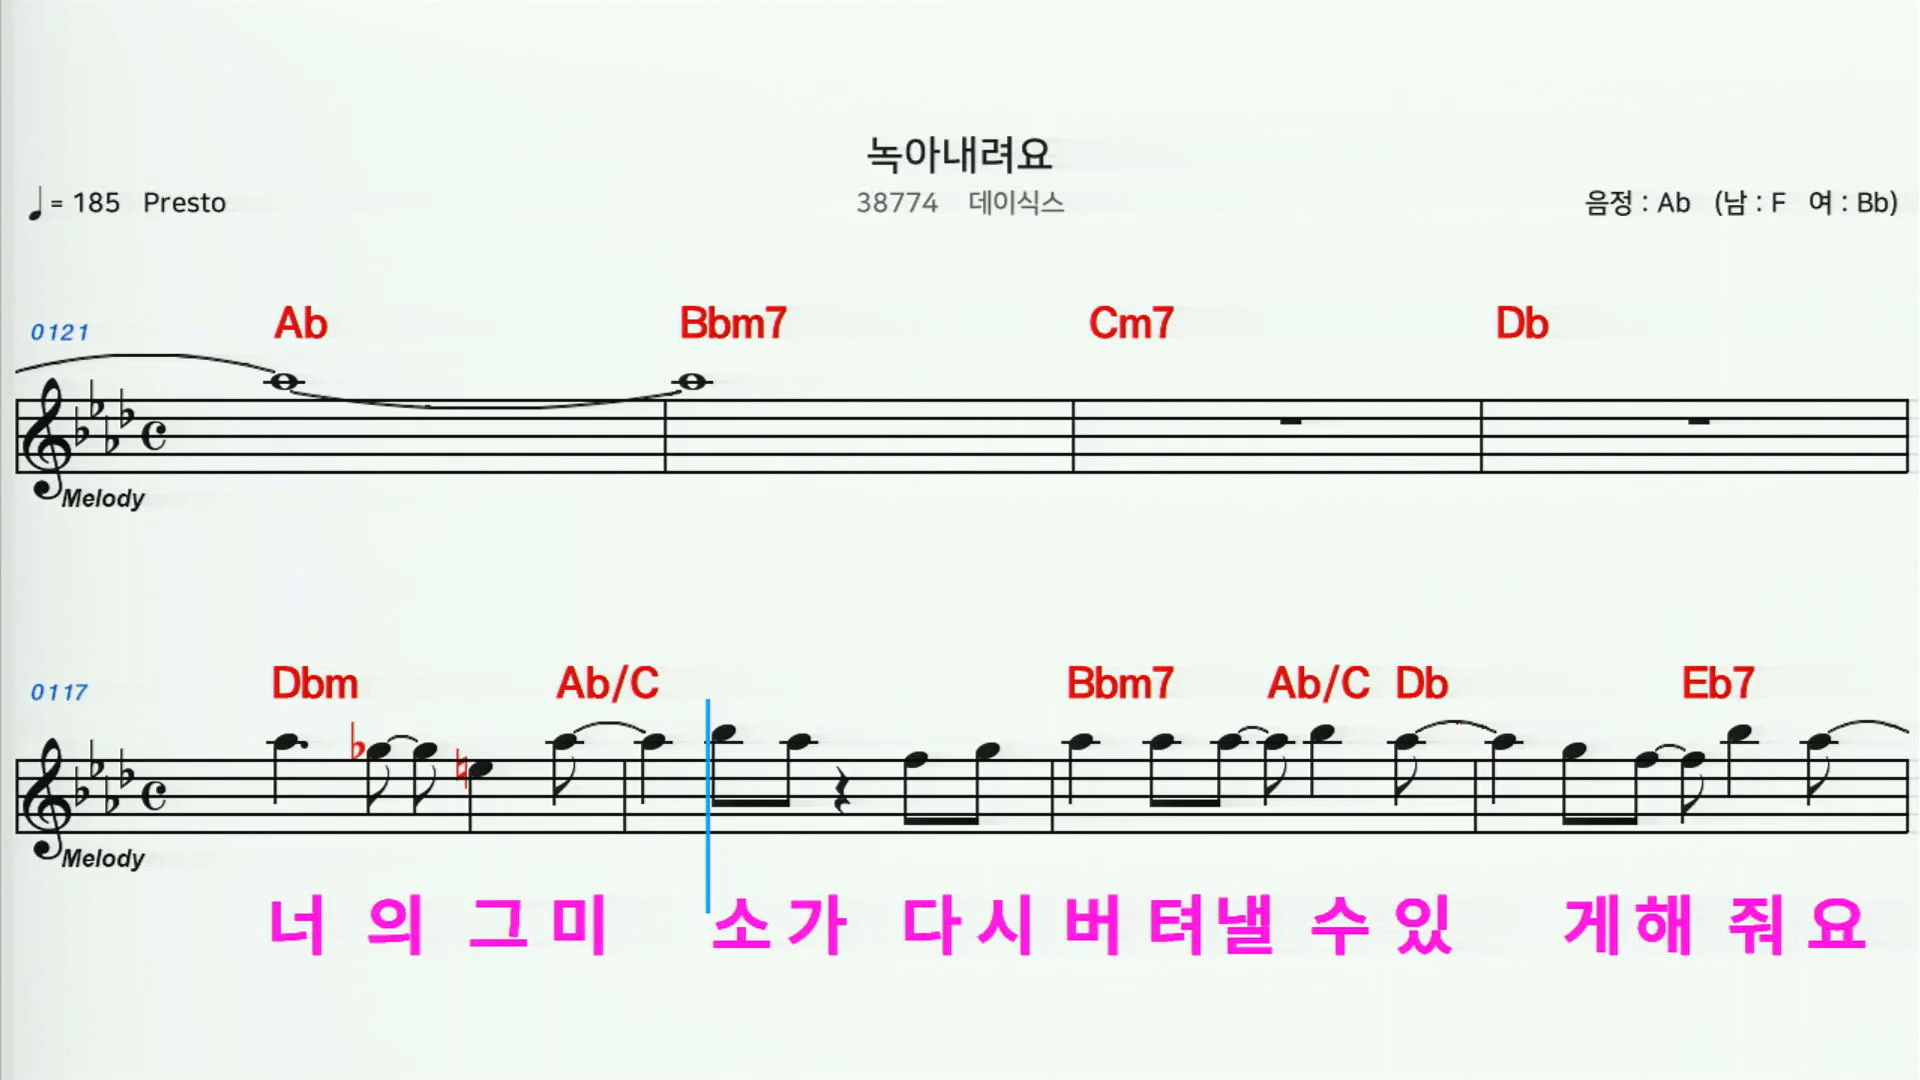 녹아내려요
♩= 185 Presto
38774 데이식스
음정 : Ab (남 : F 여 : Bb)
0121
Ab Bbm7 Cm7 Db
Melody
0117
Dbm Ab/C Bbm7 Ab/C Db Eb7
Melody
너 의 그 미 소 가 다 시 버 텨 낼 수 있 게 해 줘 요